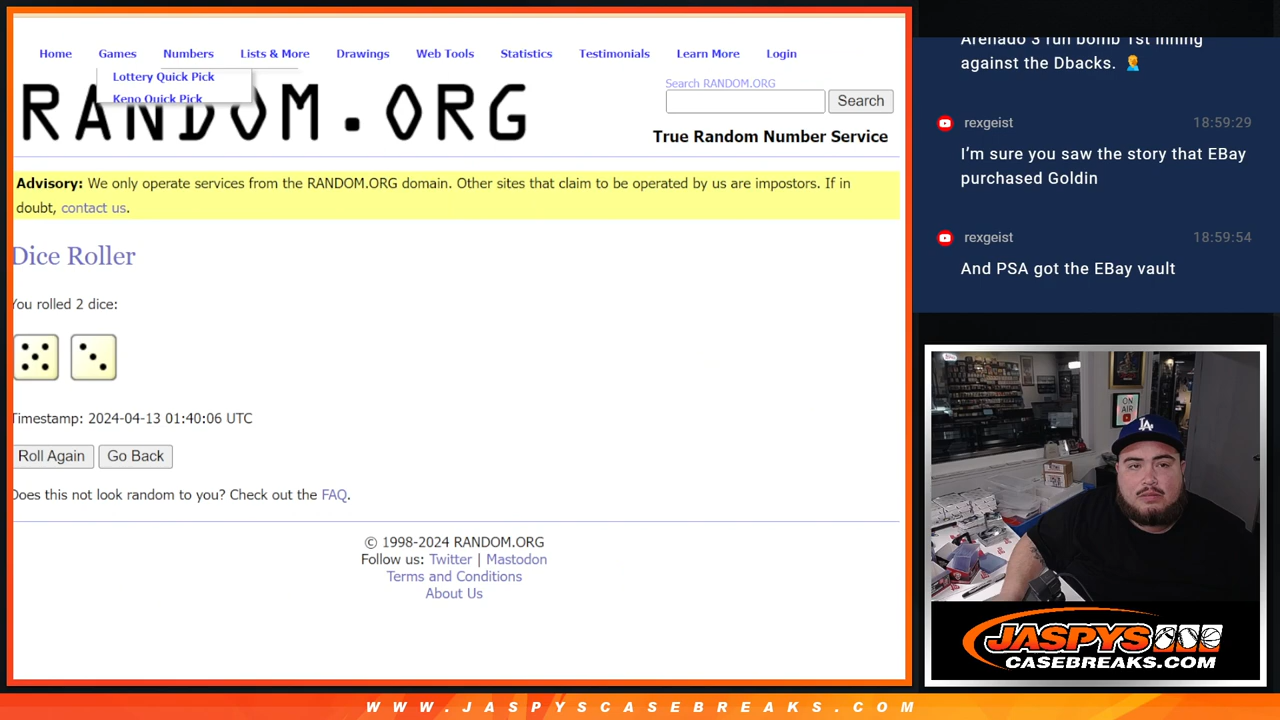 Home Games Numbers Lists & More Drawings Web Tools Statistics Testimonials Learn More Login
Lottery Quick Pick
Keno Quick Pick
RANDOM.ORG
Search RANDOM.ORG
Search
True Random Number Service
Advisory: We only operate services from the RANDOM.ORG domain. Other sites that claim to be operated by us are impostors. If in
doubt, contact us.
Dice Roller
You rolled 2 dice:
Timestamp: 2024-04-13 01:40:06 UTC
Roll Again Go Back
Does this not look random to you? Check out the FAQ.
© 1998-2024 RANDOM.ORG
Follow us: Twitter | Mastodon
Terms and Conditions
About Us
Arenado 3 run bomb 1st inning
against the Dbacks. 🤦
rexgeist 18:59:29
I’m sure you saw the story that EBay
purchased Goldin
rexgeist 18:59:54
And PSA got the EBay vault
ON
AIR
LA
JASPYS
CASEBREAKS.COM
WWW.JASPYSCASEBREAKS.COM